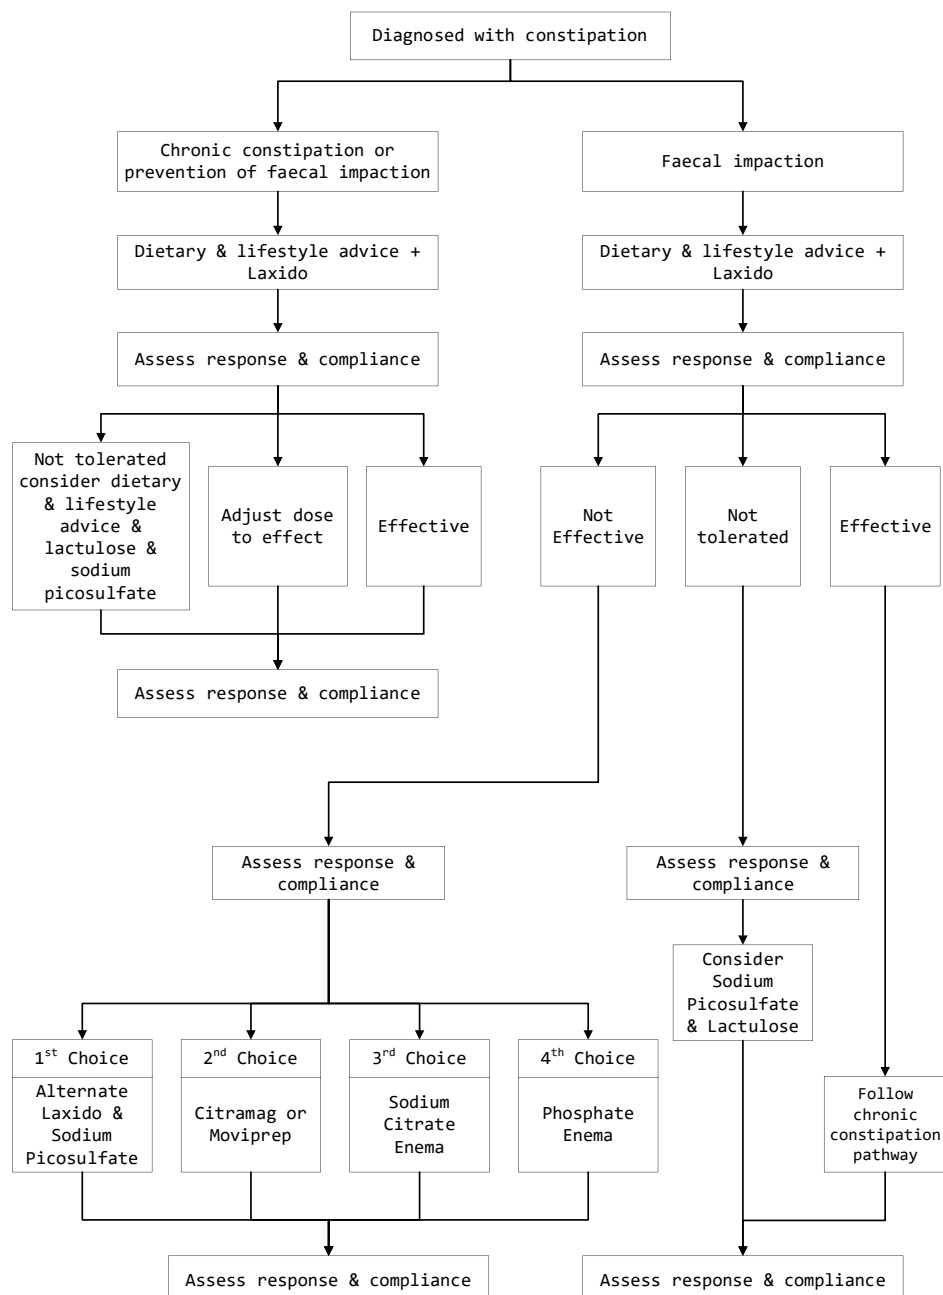 Diagnosed with constipation
Chronic constipation or
prevention of faecal impaction
Faecal impaction
Dietary & lifestyle advice +
Laxido
Dietary & lifestyle advice +
Laxido
Assess response & compliance
Assess response & compliance
Not tolerated
consider dietary
& lifestyle
advice &
lactulose &
sodium
picosulfate
Adjust dose
to effect
Effective
Not
Effective
Not
tolerated
Effective
Assess response & compliance
Assess response &
compliance
Assess response &
compliance
Consider
Sodium
Picosulfate
& Lactulose
1st Choice
Alternate
Laxido &
Sodium
Picosulfate
2nd Choice
Citramag or
Moviprep
3rd Choice
Sodium
Citrate
Enema
4th Choice
Phosphate
Enema
Follow
chronic
constipation
pathway
Assess response & compliance
Assess response & compliance